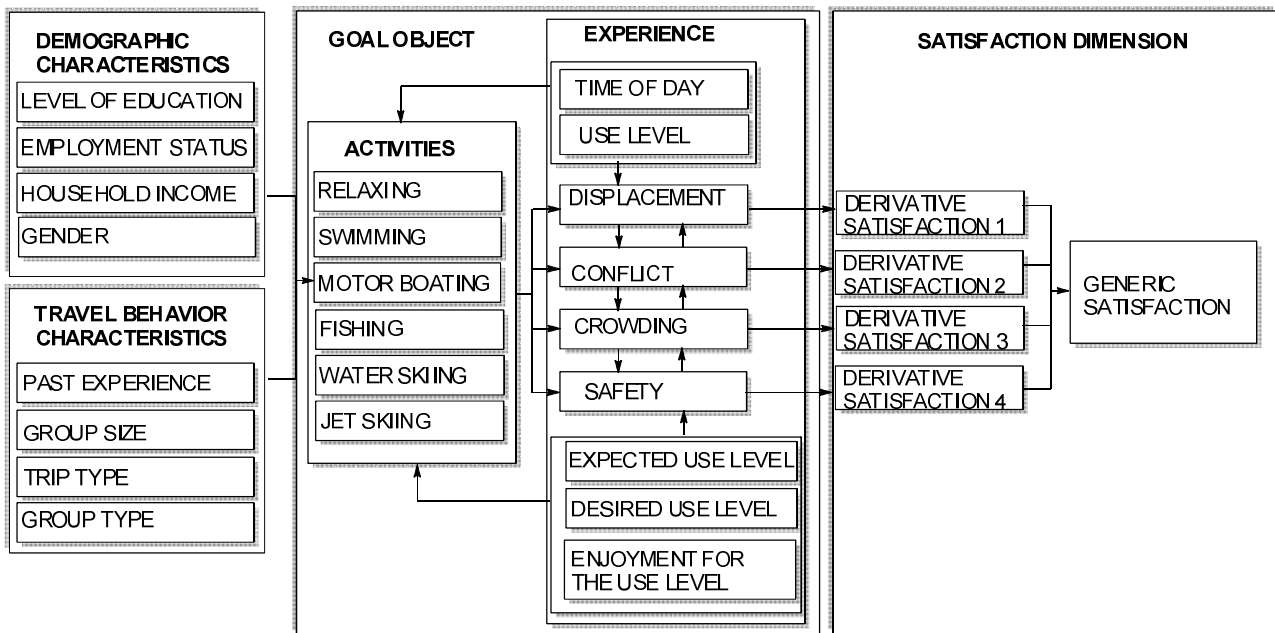 DEMOGRAPHIC
CHARACTERISTICS
LEVEL OF EDUCATION
EMPLOYMENT STATUS
HOUSEHOLD INCOME
GENDER
TRAVEL BEHAVIOR
CHARACTERISTICS
PAST EXPERIENCE
GROUP SIZE
TRIP TYPE
GROUP TYPE
GOAL OBJECT
ACTIVITIES
RELAXING
SWIMMING
MOTOR BOATING
FISHING
WATER SKIING
JET SKIING
EXPERIENCE
TIME OF DAY
USE LEVEL
DISPLACEMENT
CONFLICT
CROWDING
SAFETY
EXPECTED USE LEVEL
DESIRED USE LEVEL
ENJOYMENT FOR
THE USE LEVEL
SATISFACTION DIMENSION
DERIVATIVE
SATISFACTION 1
DERIVATIVE
SATISFACTION 2
DERIVATIVE
SATISFACTION 3
DERIVATIVE
SATISFACTION 4
GENERIC
SATISFACTION